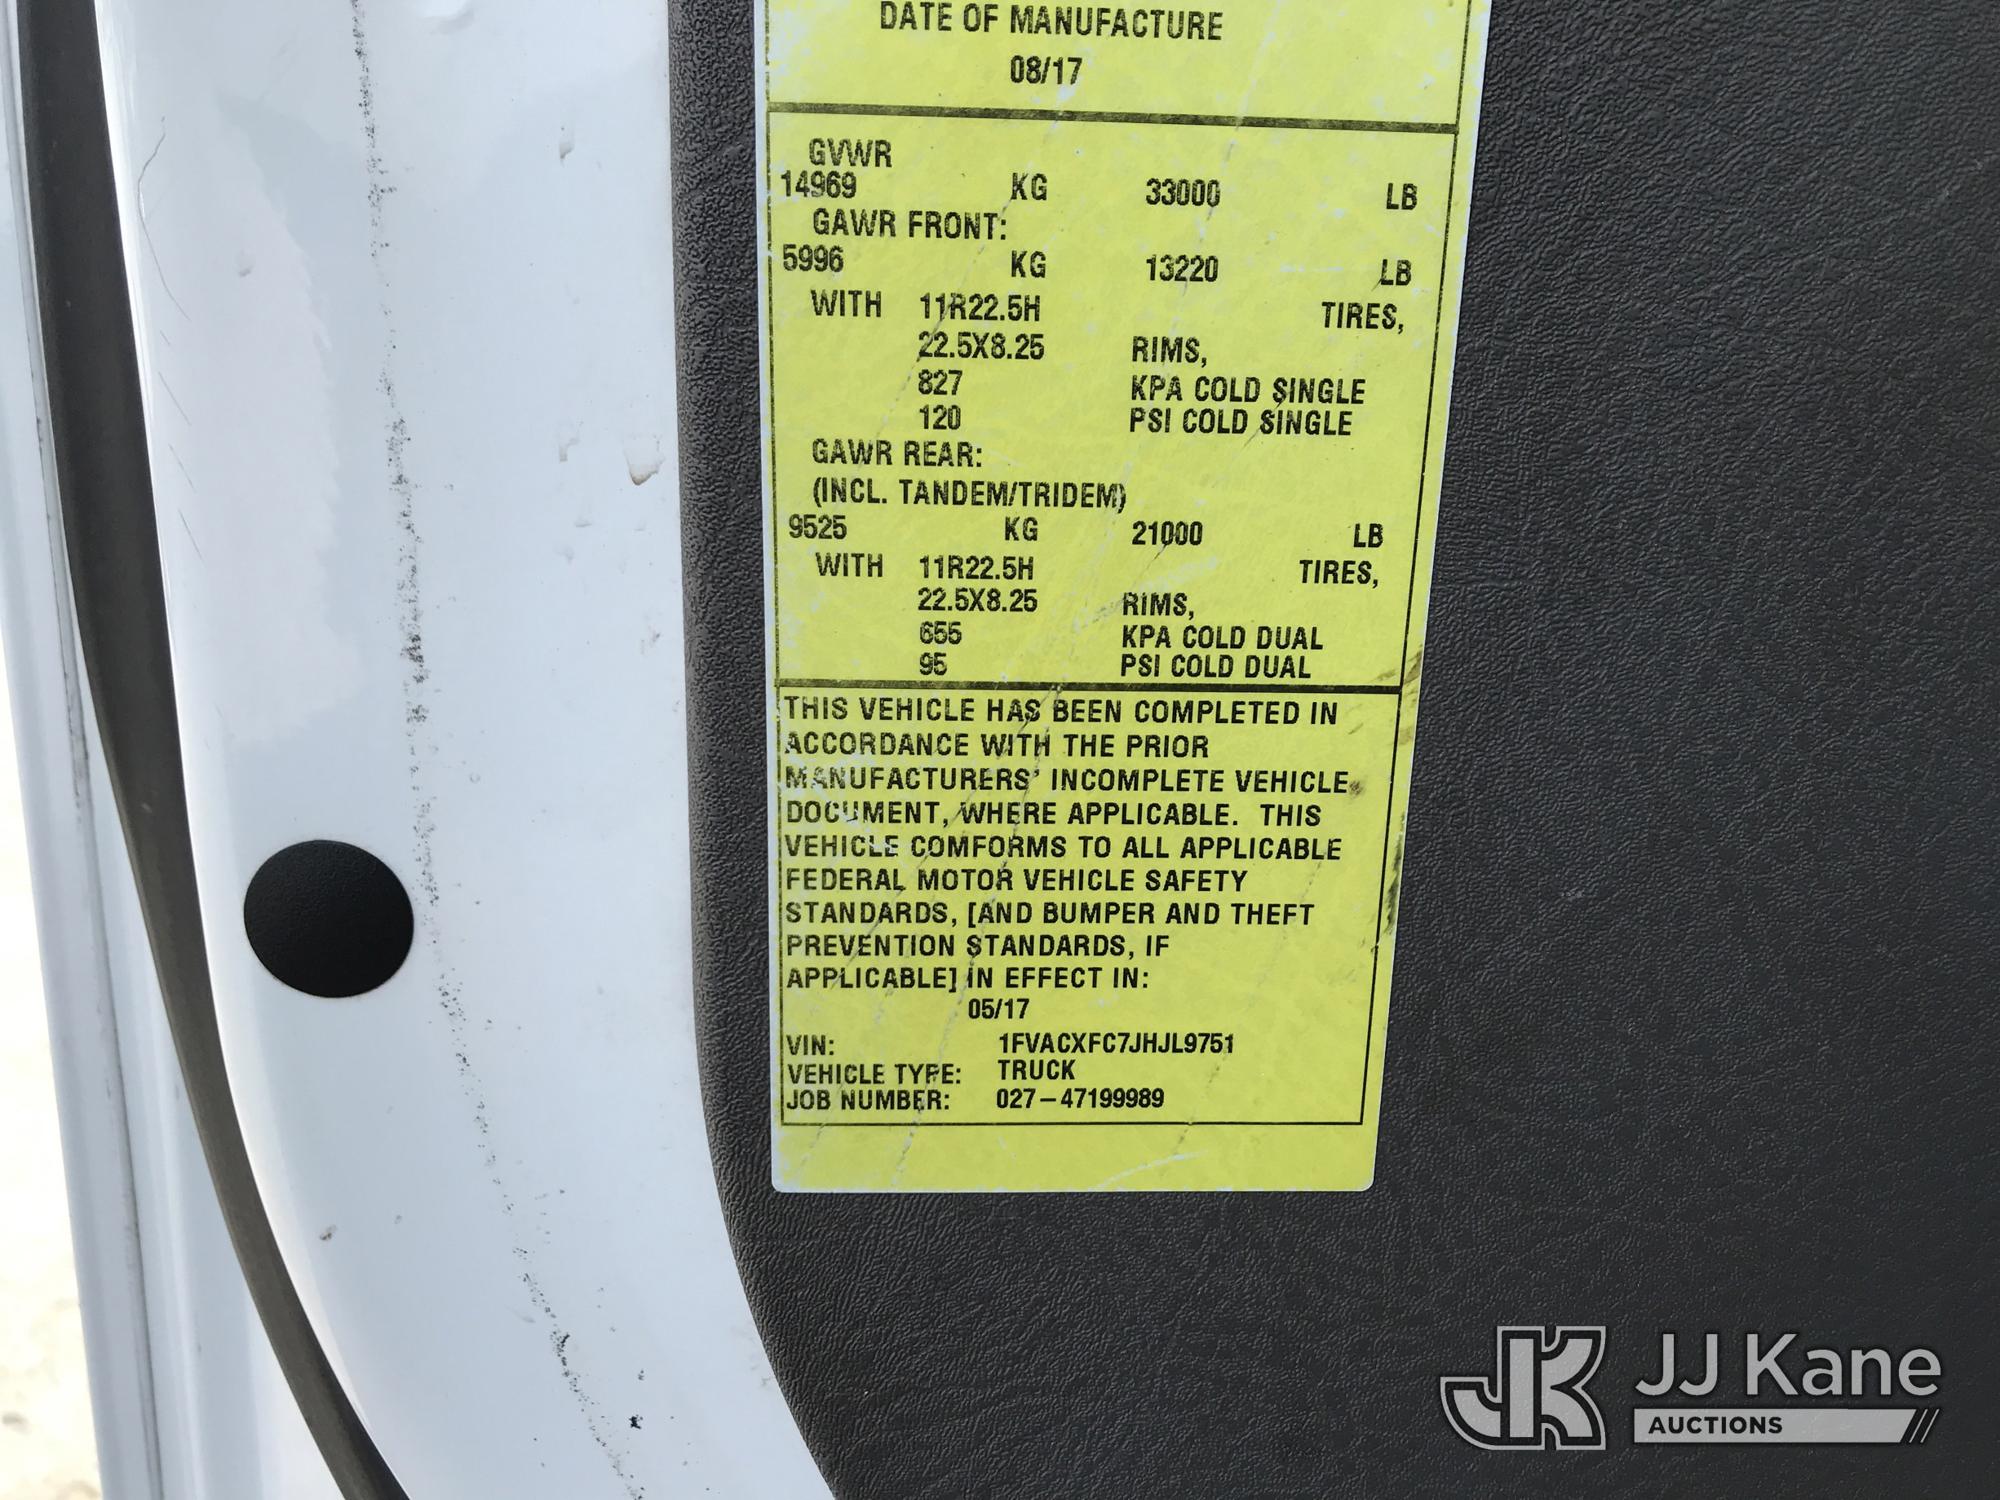 DATE OF MANUFACTURE
08/17
GVWR
14969 KG 33000 LB
GAWR FRONT:
5996 KG 13220 LB
WITH 11R22.5H TIRES,
22.5X8.25 RIMS,
827 KPA COLD SINGLE
120 PSI COLD SINGLE
GAWR REAR:
(INCL. TANDEM/TRIDEM)
9525 KG 21000 LB
WITH 11R22.5H TIRES,
22.5X8.25 RIMS,
655 KPA COLD DUAL
95 PSI COLD DUAL
THIS VEHICLE HAS BEEN COMPLETED IN
ACCORDANCE WITH THE PRIOR
MANUFACTURERS' INCOMPLETE VEHICLE
DOCUMENT, WHERE APPLICABLE. THIS
VEHICLE COMFORMS TO ALL APPLICABLE
FEDERAL MOTOR VEHICLE SAFETY
STANDARDS, [AND BUMPER AND THEFT
PREVENTION STANDARDS, IF
APPLICABLE] IN EFFECT IN:
05/17
VIN: 1FVACXFC7JHJL9751
VEHICLE TYPE: TRUCK
JOB NUMBER: 027-47199989
JK JJ Kane
AUCTIONS